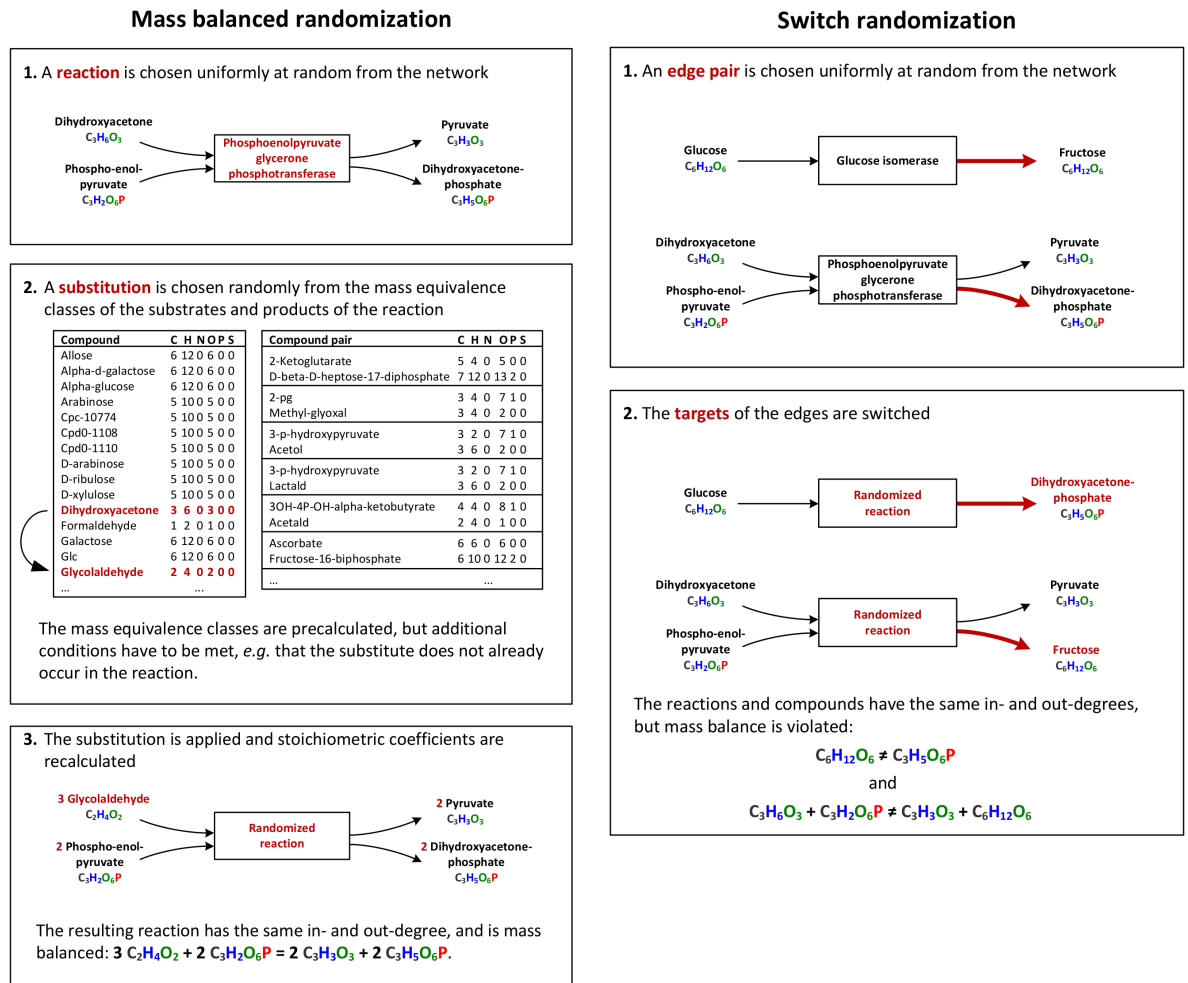 Mass balanced randomization
1. A reaction is chosen uniformly at random from the network
Dihydroxyacetone
C3H6O3
Phospho-enol-
pyruvate
C3H2O6P
Phosphoenolpyruvate
glycerone
phosphotransferase
Pyruvate
C3H3O3
Dihydroxyacetone-
phosphate
C3H5O6P
2. A substitution is chosen randomly from the mass equivalence
classes of the substrates and products of the reaction
Compound C H N O P S
Allose 6 12 0 6 0 0
Alpha-d-galactose 6 12 0 6 0 0
Alpha-glucose 6 12 0 6 0 0
Arabinose 5 10 0 5 0 0
Cpc-10774 5 10 0 5 0 0
Cpd0-1108 5 10 0 5 0 0
Cpd0-1110 5 10 0 5 0 0
D-arabinose 5 10 0 5 0 0
D-ribulose 5 10 0 5 0 0
D-xylulose 5 10 0 5 0 0
Dihydroxyacetone 3 6 0 3 0 0
Formaldehyde 1 2 0 1 0 0
Galactose 6 12 0 6 0 0
Glc 6 12 0 6 0 0
Glycolaldehyde 2 4 0 2 0 0
... ...
Compound pair C H N O P S
2-Ketoglutarate 5 4 0 5 0 0
D-beta-D-heptose-17-diphosphate 7 12 0 13 2 0
2-pg 3 4 0 7 1 0
Methyl-glyoxal 3 4 0 2 0 0
3-p-hydroxypyruvate 3 2 0 7 1 0
Acetol 3 6 0 2 0 0
3-p-hydroxypyruvate 3 2 0 7 1 0
Lactald 3 6 0 2 0 0
3OH-4P-OH-alpha-ketobutyrate 4 4 0 8 1 0
Acetald 2 4 0 1 0 0
Ascorbate 6 6 0 6 0 0
Fructose-16-biphosphate 6 10 0 12 2 0
... ...
The mass equivalence classes are precalculated, but additional
conditions have to be met, e.g. that the substitute does not already
occur in the reaction.
3. The substitution is applied and stoichiometric coefficients are
recalculated
3 Glycolaldehyde
C2H4O2
2 Phospho-enol-
pyruvate
C3H2O6P
Randomized
reaction
2 Pyruvate
C3H3O3
2 Dihydroxyacetone-
phosphate
C3H5O6P
The resulting reaction has the same in- and out-degree, and is mass
balanced: 3 C2H4O2 + 2 C3H2O6P = 2 C3H3O3 + 2 C3H5O6P.
Switch randomization
1. An edge pair is chosen uniformly at random from the network
Glucose
C6H12O6
Glucose isomerase
Fructose
C6H12O6
Dihydroxyacetone
C3H6O3
Phospho-enol-
pyruvate
C3H2O6P
Phosphoenolpyruvate
glycerone
phosphotransferase
Pyruvate
C3H3O3
Dihydroxyacetone-
phosphate
C3H5O6P
2. The targets of the edges are switched
Glucose
C6H12O6
Randomized
reaction
Dihydroxyacetone-
phosphate
C3H5O6P
Dihydroxyacetone
C3H6O3
Phospho-enol-
pyruvate
C3H2O6P
Randomized
reaction
Pyruvate
C3H3O3
Fructose
C6H12O6
The reactions and compounds have the same in- and out-degrees,
but mass balance is violated:
C6H12O6 ≠ C3H5O6P
and
C3H6O3 + C3H2O6P ≠ C3H3O3 + C6H12O6